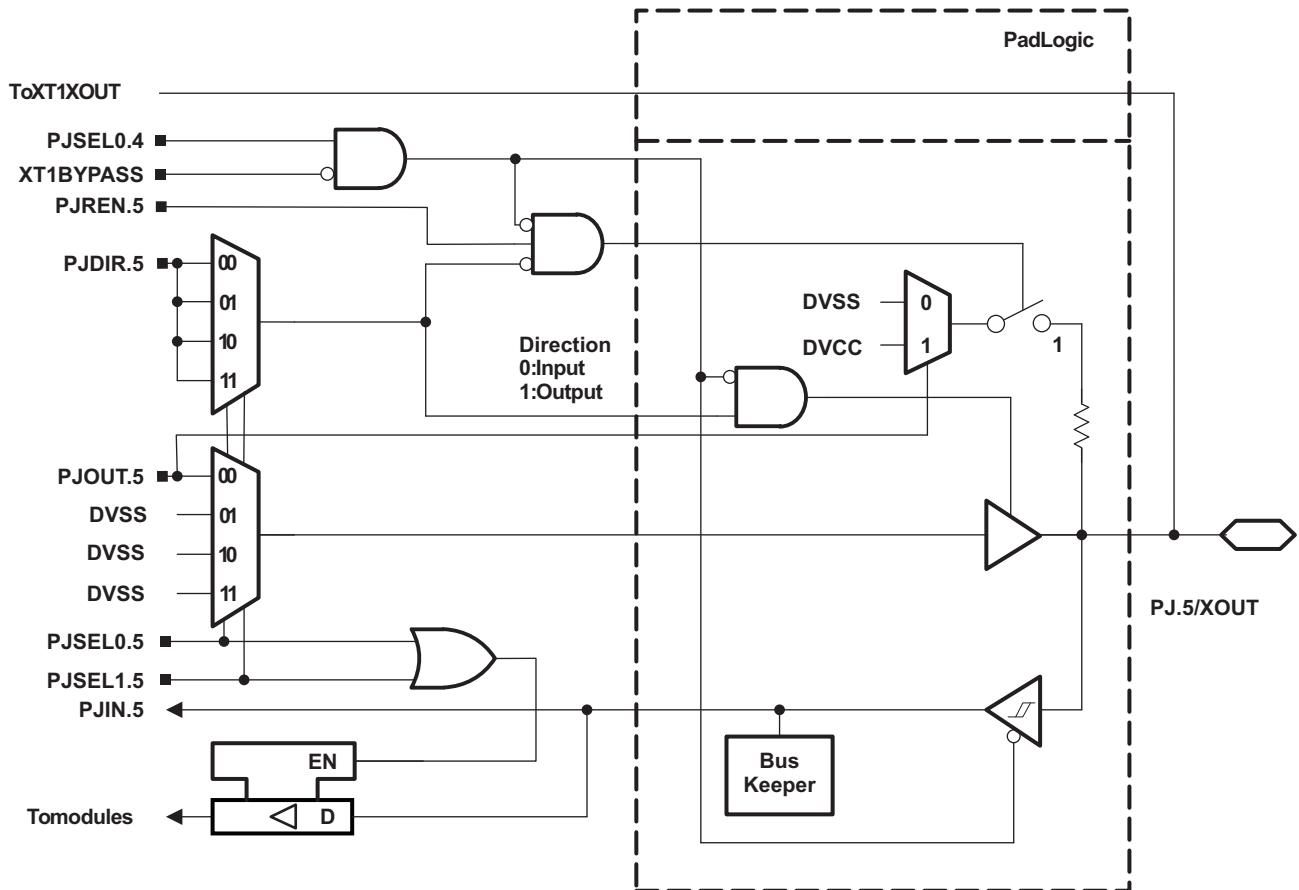 PadLogic
ToXT1XOUT
PJSEL0.4
XT1BYPASS
PJREN.5
PJDIR.5
00
01
10
11
DVSS
0
DVCC
1
1
Direction
0:Input
1:Output
PJOUT.5
00
DVSS
01
DVSS
10
DVSS
11
PJ.5/XOUT
PJSEL0.5
PJSEL1.5
PJIN.5
Bus
Keeper
EN
D
Tomodules